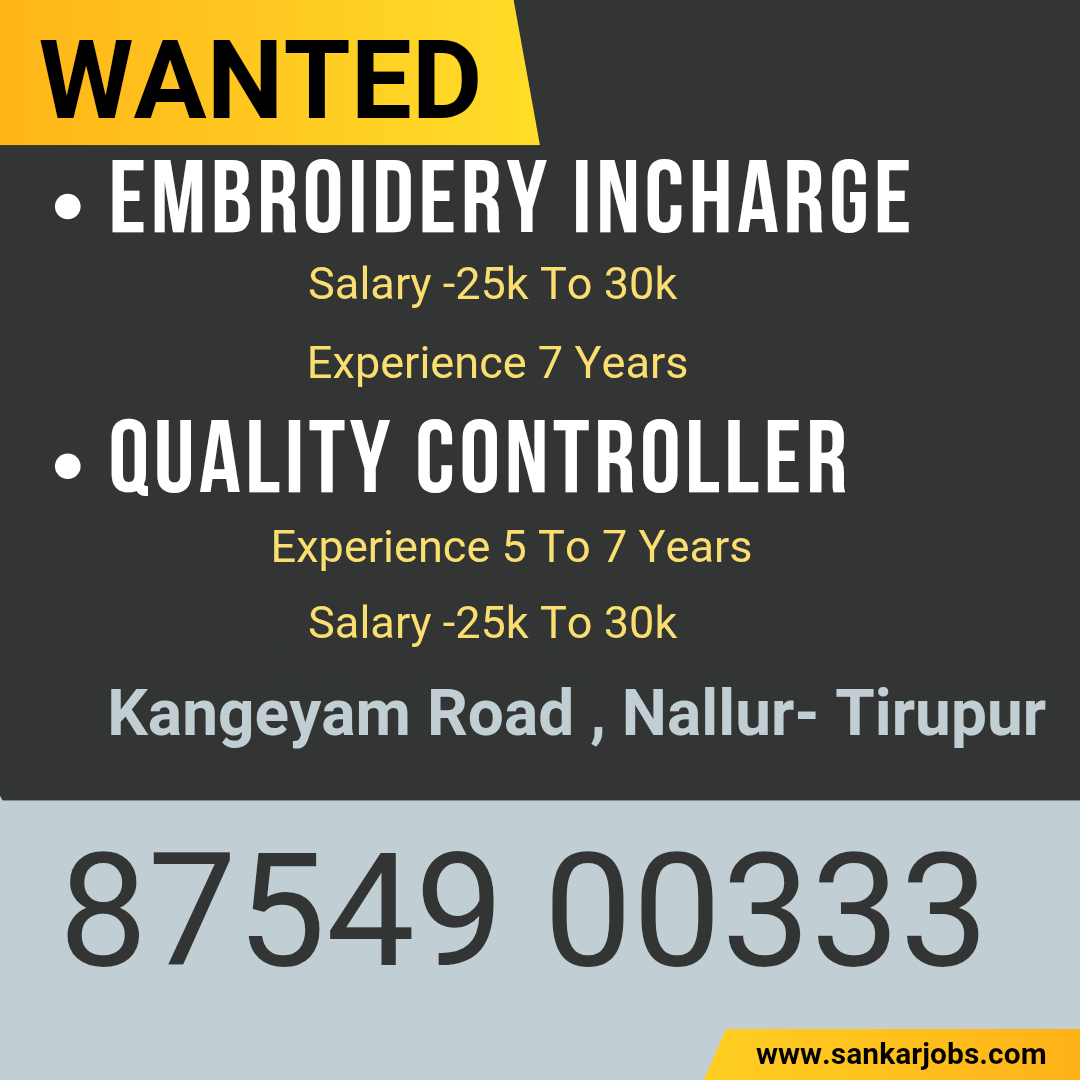 WANTED
• EMBROIDERY INCHARGE
Salary -25k To 30k
Experience 7 Years
• QUALITY CONTROLLER
Experience 5 To 7 Years
Salary -25k To 30k
Kangeyam Road , Nallur- Tirupur
87549 00333
www.sankarjobs.com